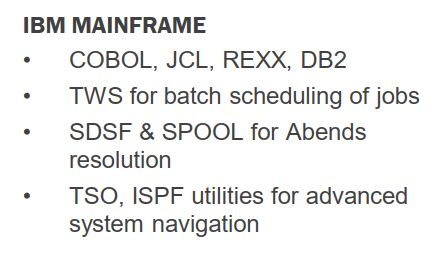 IBM MAINFRAME
• COBOL, JCL, REXX, DB2
• TWS for batch scheduling of jobs
• SDSF & SPOOL for Abends
resolution
• TSO, ISPF utilities for advanced
system navigation